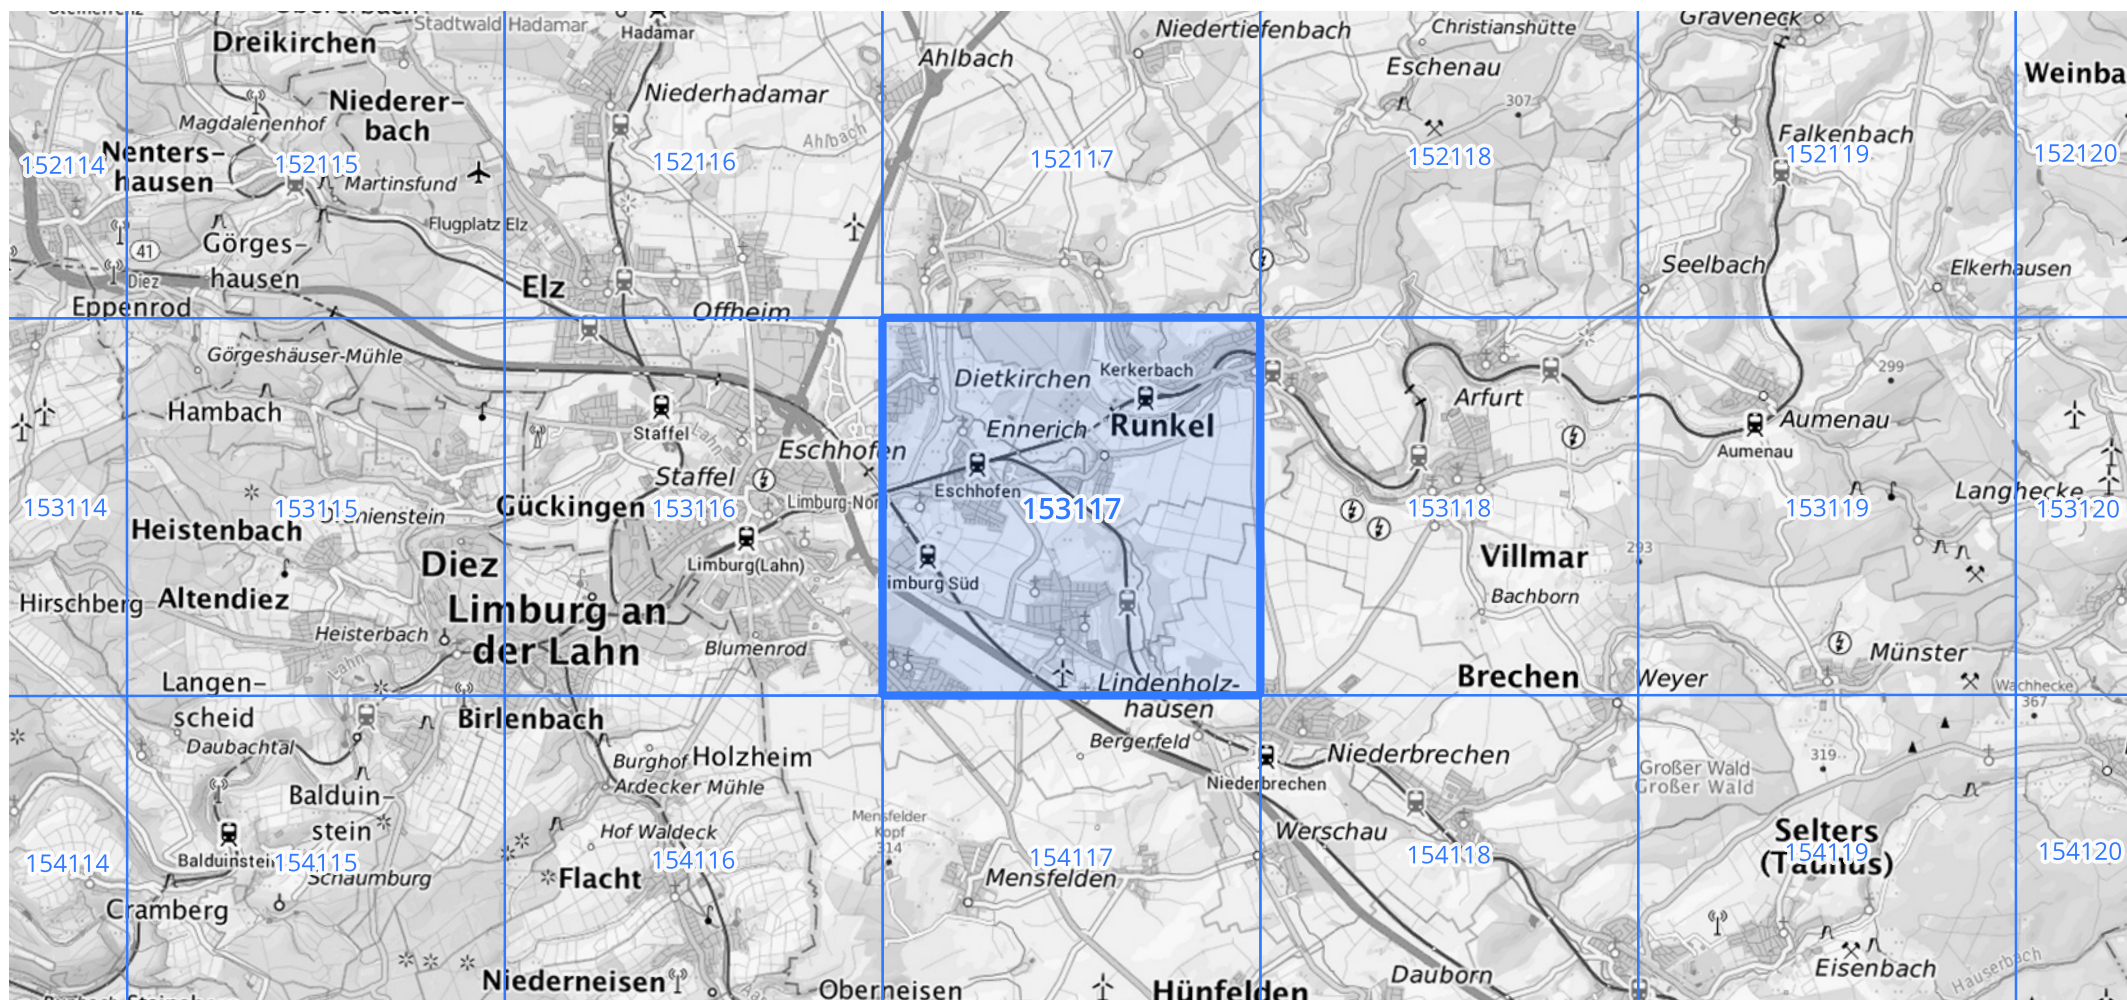 Stadtwald Hadamar
Hadamar
Graveneck
Dreikirchen
Niedertiefenbach
Christianshütte
Ahlbach
Eschenau
Weinba
Niederer-
bach
Niederhadamar
307
Magdalenenhof
Ahlbach
Falkenbach
Nenters-
hausen
152114
152115
152116
152117
152118
152119
152120
Martinsfund
Flugplatz Elz
Görges-
hausen
41
Diez
Seelbach
Elkerhausen
Eppenrod
Elz
Offheim
Görgeshäuser-Mühle
Dietkirchen
Kerkerbach
299
Hambach
Staffel
Lahn
Ennerich
Runkel
Arfurt
Aumenau
Aumenau
Eschhofen
Staffel
Eschhofen
Langhecke
153114
153115
153116
153117
153118
153119
153120
Gückingen
Limburg-Nor
Heistenbach
Diez
Limburg(Lahn)
imburg Süd
Villmar
293
Hirschberg
Altendiez
Limburg an
der Lahn
Bachborn
Heisterbach
Blumenrod
Münster
Lahn
Langen-
scheid
Lindenholz-
hausen
Brechen
Weyer
Wachhecke
367
Birlenbach
Daubachtal
Burghof
Holzheim
Bergerfeld
Niederbrechen
Niederbrechen
319
Großer Wald
Großer Wald
Ardecker Mühle
Balduin-
stein
Mensfelder
Kopf
314
Hof Waldeck
Werschau
Selters
(Taunus)
Balduinstein
154114
154115
154116
154117
154118
154119
154120
Schaumburg
Flacht
Mensfelden
Cramberg
Niederneisen
Oberneisen
Hünfelden
Dauborn
Eisenbach
Hauserbach